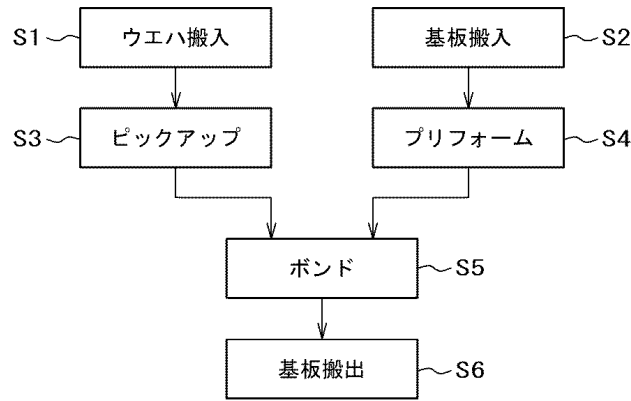 S1
ウエハ搬入
基板搬入
S2
S3
ピックアップ
プリフォーム
S4
ボンド
S5
基板搬出
S6